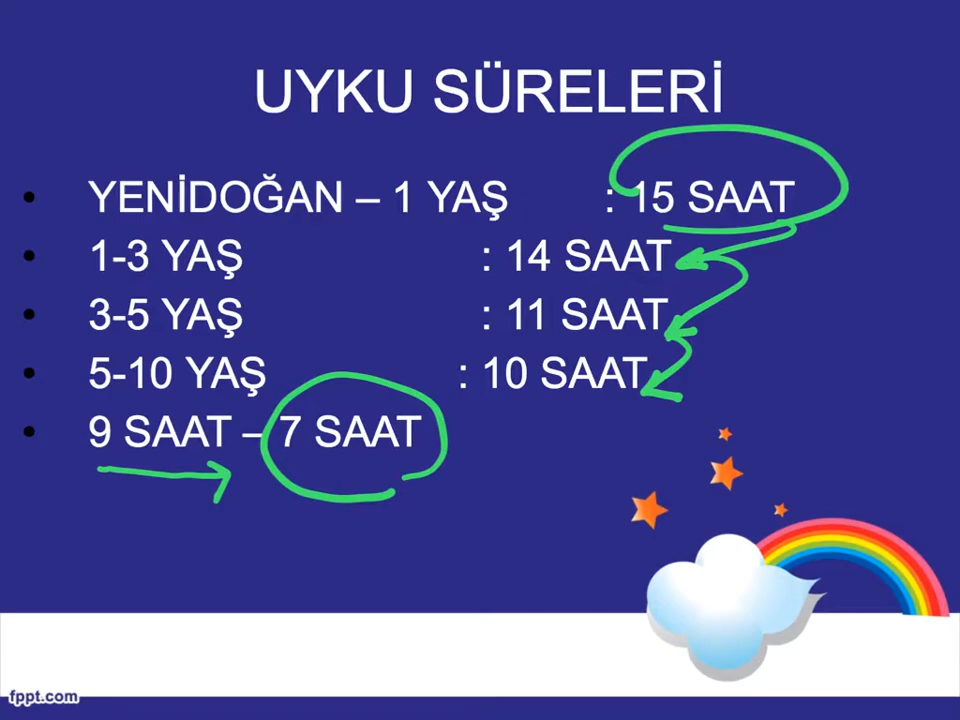 UYKU SÜRELERİ
• YENİDOĞAN – 1 YAŞ : 15 SAAT
• 1-3 YAŞ : 14 SAAT
• 3-5 YAŞ : 11 SAAT
• 5-10 YAŞ : 10 SAAT
• 9 SAAT – 7 SAAT
fppt.com